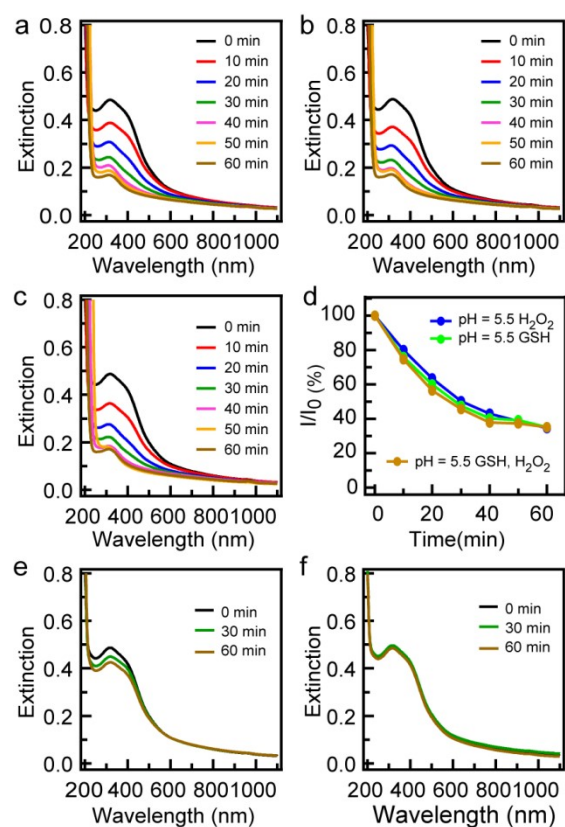 a
0.8
0.6
0.4
0.2
0.0
Extinction
0 min
10 min
20 min
30 min
40 min
50 min
60 min
200 400 600 800 1000
Wavelength (nm)
b
0.8
0.6
0.4
0.2
0.0
Extinction
0 min
10 min
20 min
30 min
40 min
50 min
60 min
200 400 600 800 1000
Wavelength (nm)
c
0.8
0.6
0.4
0.2
0.0
Extinction
0 min
10 min
20 min
30 min
40 min
50 min
60 min
200 400 600 800 1000
Wavelength (nm)
d
100
80
60
40
20
0
I/I₀ (%)
pH = 5.5 H₂O₂
pH = 5.5 GSH
pH = 5.5 GSH, H₂O₂
0 20 40 60
Time(min)
e
0.8
0.6
0.4
0.2
0.0
Extinction
0 min
30 min
60 min
200 400 600 800 1000
Wavelength (nm)
f
0.8
0.6
0.4
0.2
0.0
Extinction
0 min
30 min
60 min
200 400 600 800 1000
Wavelength (nm)